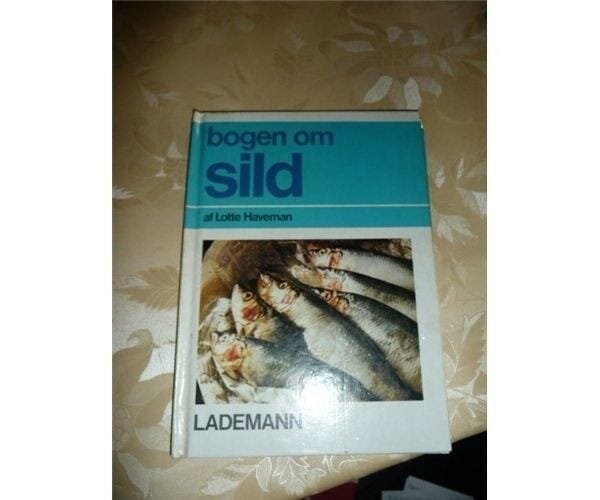 bogen om
sild
af Lotte Haveman
LADEMANN